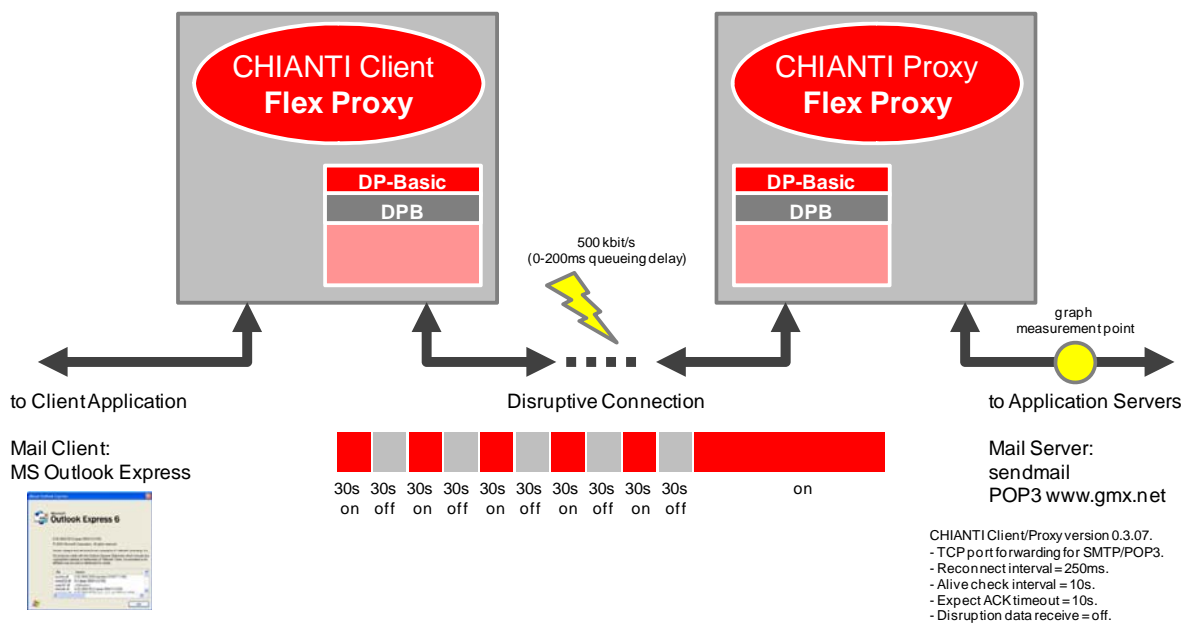 CHIANTI Client
Flex Proxy
DP-Basic
DPB
CHIANTI Proxy
Flex Proxy
DP-Basic
DPB
500 kbit/s
(0-200ms queueing delay)
graph
measurement point
to Client Application
Disruptive Connection
to Application Servers
Mail Client:
MS Outlook Express
Outlook Express 6
30s 30s 30s 30s 30s 30s 30s 30s 30s 30s on
on off on off on off on off on off
Mail Server:
sendmail
POP3 www.gmx.net
CHIANTI Client/Proxy version 0.3.07.
- TCP port forwarding for SMTP/POP3.
- Reconnect interval = 250ms.
- Alive check interval = 10s.
- Expect ACK timeout = 10s.
- Disruption data receive = off.